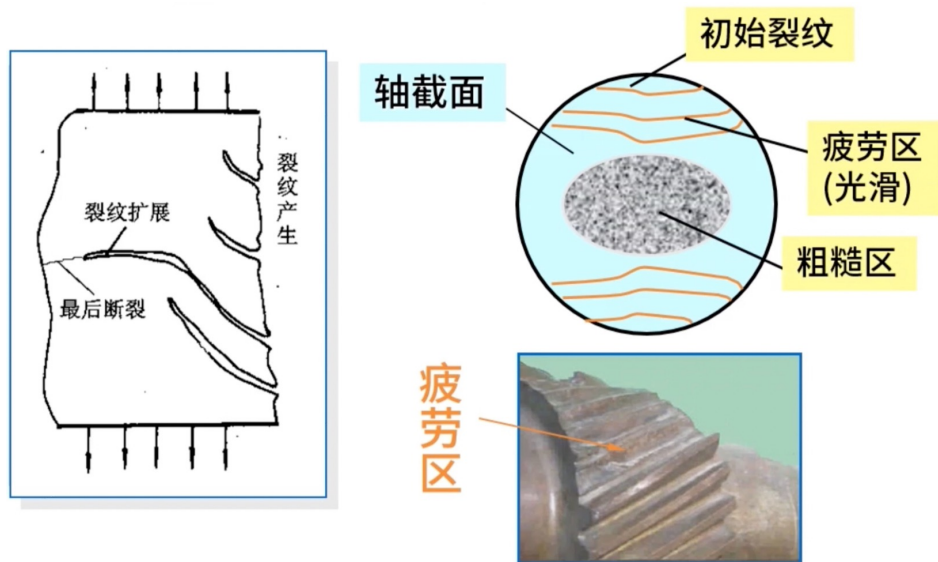 裂纹产生
裂纹扩展
最后断裂
初始裂纹
轴截面
疲劳区
(光滑)
粗糙区
疲劳区